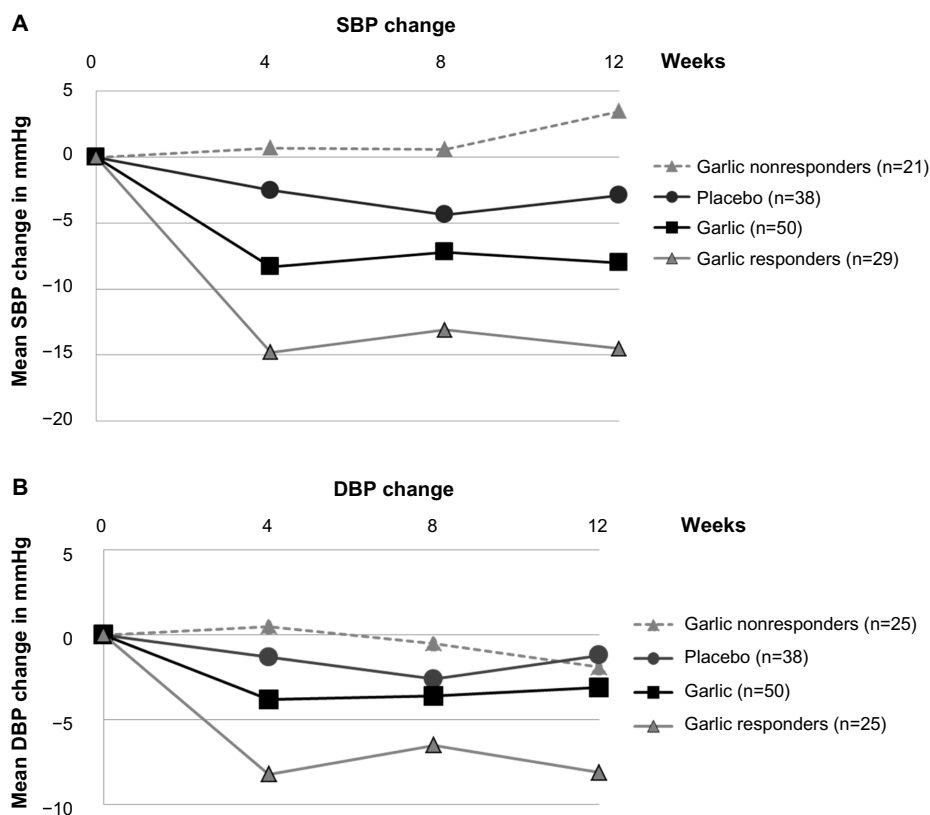 A
SBP change
0 4 8 12 Weeks
5
0
−5
−10
−15
−20
Mean SBP change in mmHg
Garlic nonresponders (n=21)
Placebo (n=38)
Garlic (n=50)
Garlic responders (n=29)
B
DBP change
0 4 8 12 Weeks
5
0
−5
−10
Mean DBP change in mmHg
Garlic nonresponders (n=25)
Placebo (n=38)
Garlic (n=50)
Garlic responders (n=25)